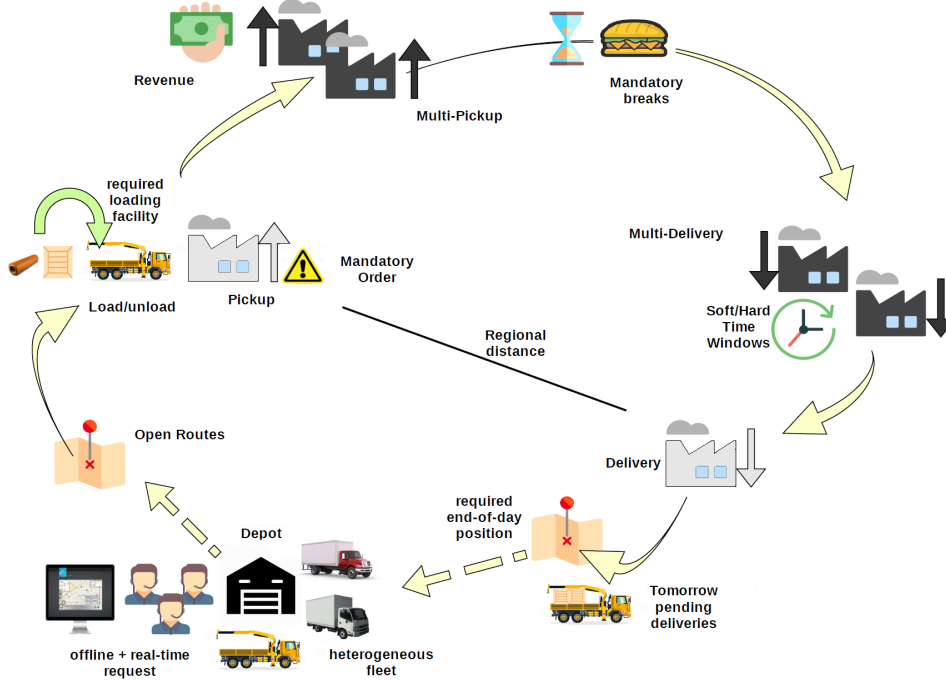 Revenue
Multi-Pickup
Mandatory
breaks
required
loading
facility
Load/unload
Pickup
Mandatory
Order
Multi-Delivery
Soft/Hard
Time
Windows
Regional
distance
Delivery
Open Routes
required
end-of-day
position
Depot
Tomorrow
pending
deliveries
offline + real-time
request
heterogeneous
fleet